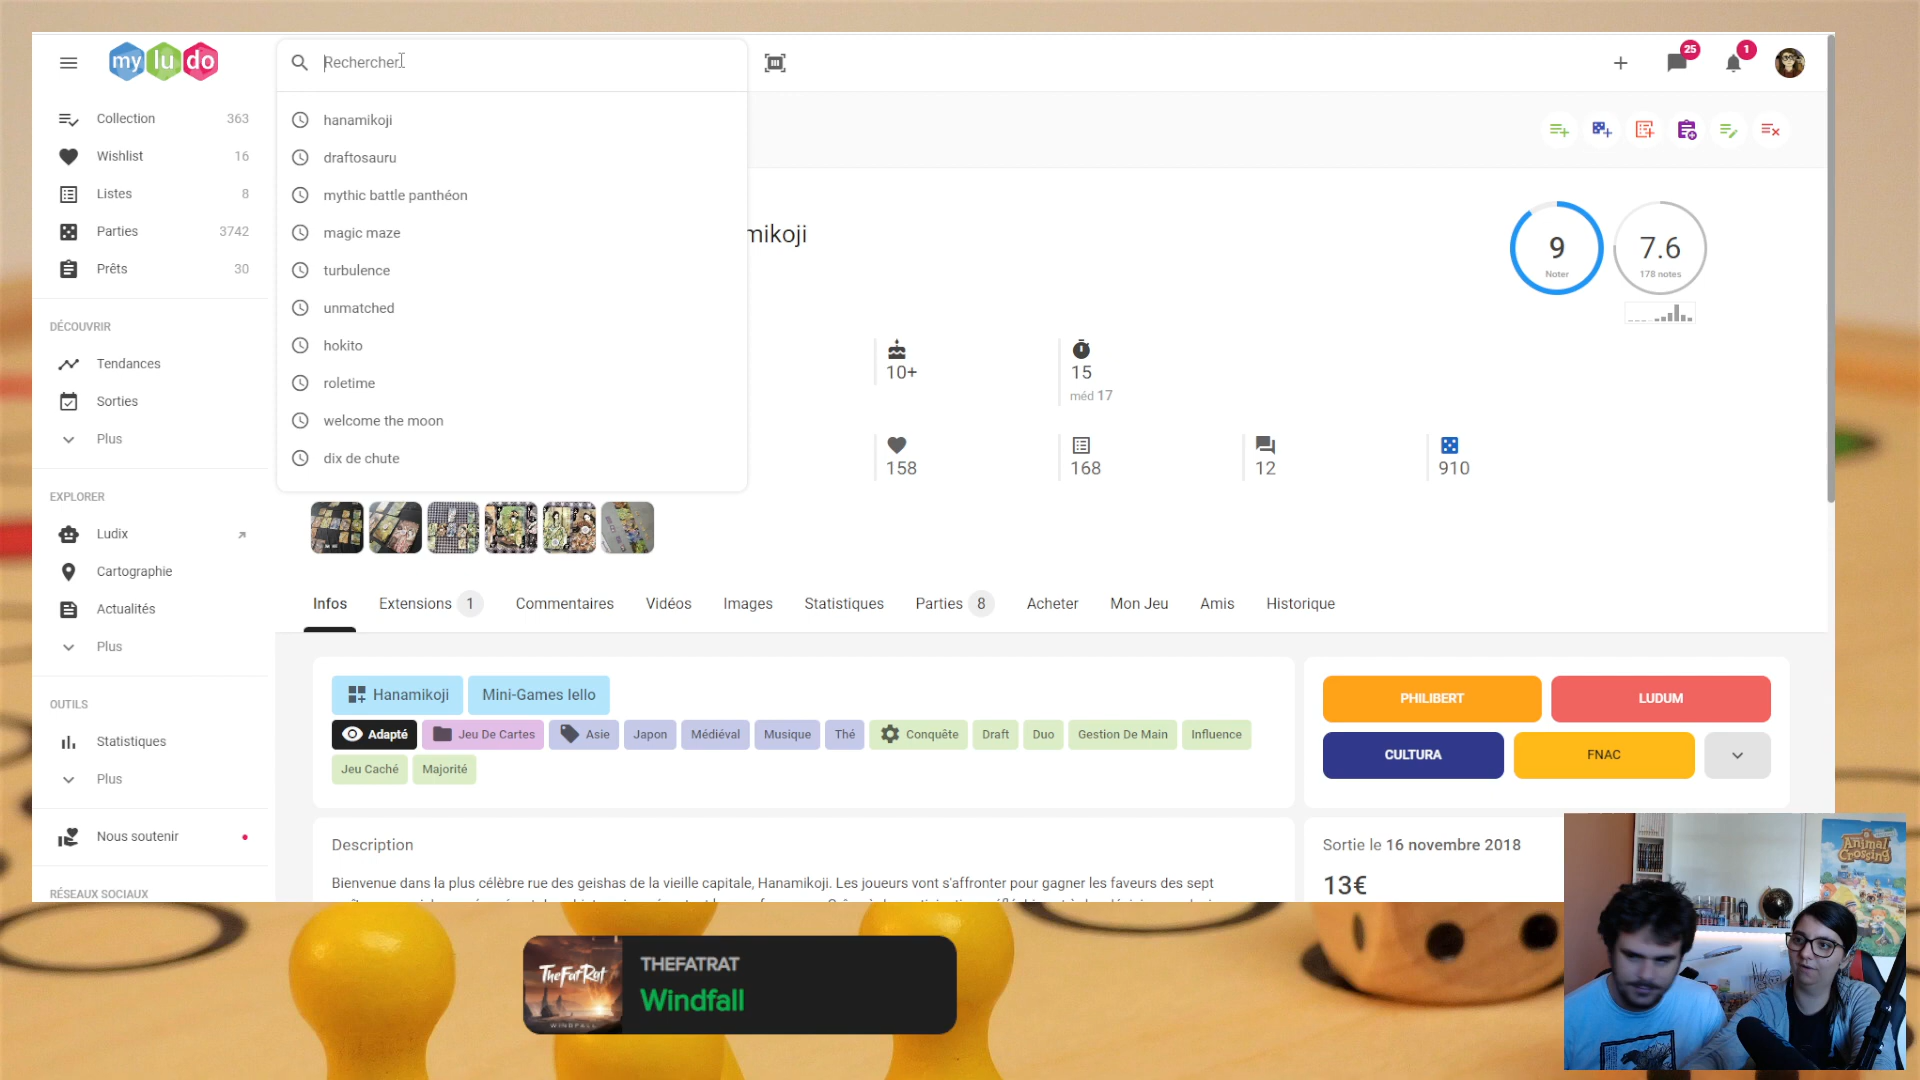 my lu do
Rechercher
25
1
Collection 363
Wishlist 16
Listes 8
Parties 3742
Prêts 30
DÉCOUVRIR
Tendances
Sorties
Plus
EXPLORER
Ludix
Cartographie
Actualités
Plus
OUTILS
Statistiques
Plus
Nous soutenir
RÉSEAUX SOCIAUX
hanamikoji
draftosauru
mythic battle panthéon
magic maze
turbulence
unmatched
hokito
roletime
welcome the moon
dix de chute
mikoji
9
Noter
7.6
178 notes
10+
15
méd 17
158
168
12
910
Infos
Extensions 1
Commentaires
Vidéos
Images
Statistiques
Parties 8
Acheter
Mon Jeu
Amis
Historique
Hanamikoji
Mini-Games Iello
Adapté
Jeu De Cartes
Asie
Japon
Médiéval
Musique
Thé
Conquête
Draft
Duo
Gestion De Main
Influence
Jeu Caché
Majorité
PHILIBERT
LUDUM
CULTURA
FNAC
Description
Bienvenue dans la plus célèbre rue des geishas de la vieille capitale, Hanamikoji. Les joueurs vont s'affronter pour gagner les faveurs des sept
Sortie le 16 novembre 2018
13€
TheFatRat
WINDFALL
THEFATRAT
Windfall
Animal
Crossing